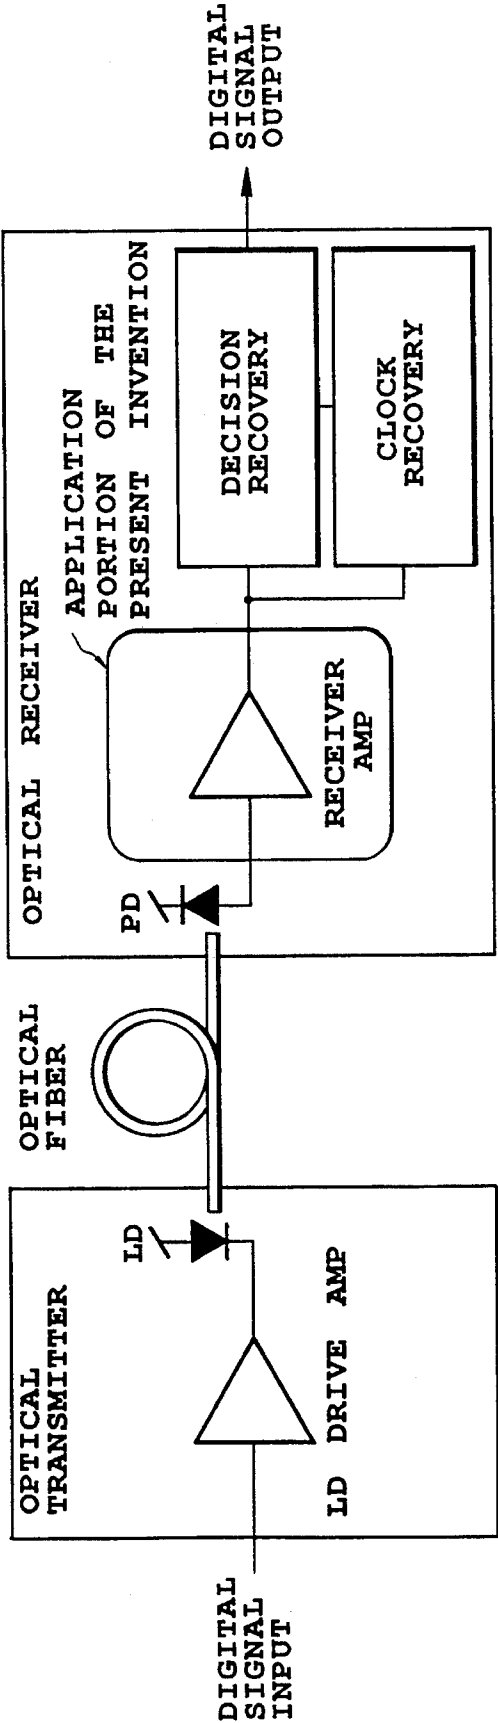 DIGITAL
SIGNAL
INPUT
OPTICAL
TRANSMITTER
LD
LD DRIVE AMP
OPTICAL
FIBER
OPTICAL RECEIVER
PD
APPLICATION
PORTION OF THE
PRESENT INVENTION
RECEIVER
AMP
DECISION
RECOVERY
CLOCK
RECOVERY
DIGITAL
SIGNAL
OUTPUT